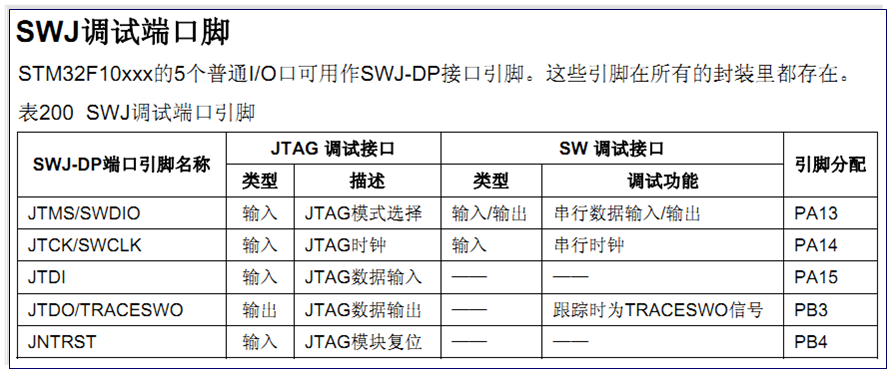 SWJ调试端口脚
STM32F10xxx的5个普通I/O口可用作SWJ-DP接口引脚。这些引脚在所有的封装里都存在。
表200 SWJ调试端口引脚
SWJ-DP端口引脚名称 JTAG 调试接口 SW 调试接口 引脚分配
类型 描述 类型 调试功能
JTMS/SWDIO 输入 JTAG模式选择 输入/输出 串行数据输入/输出 PA13
JTCK/SWCLK 输入 JTAG时钟 输入 串行时钟 PA14
JTDI 输入 JTAG数据输入 —— —— PA15
JTDO/TRACESWO 输出 JTAG数据输出 —— 跟踪时为TRACESWO信号 PB3
JNTRST 输入 JTAG模块复位 —— —— PB4